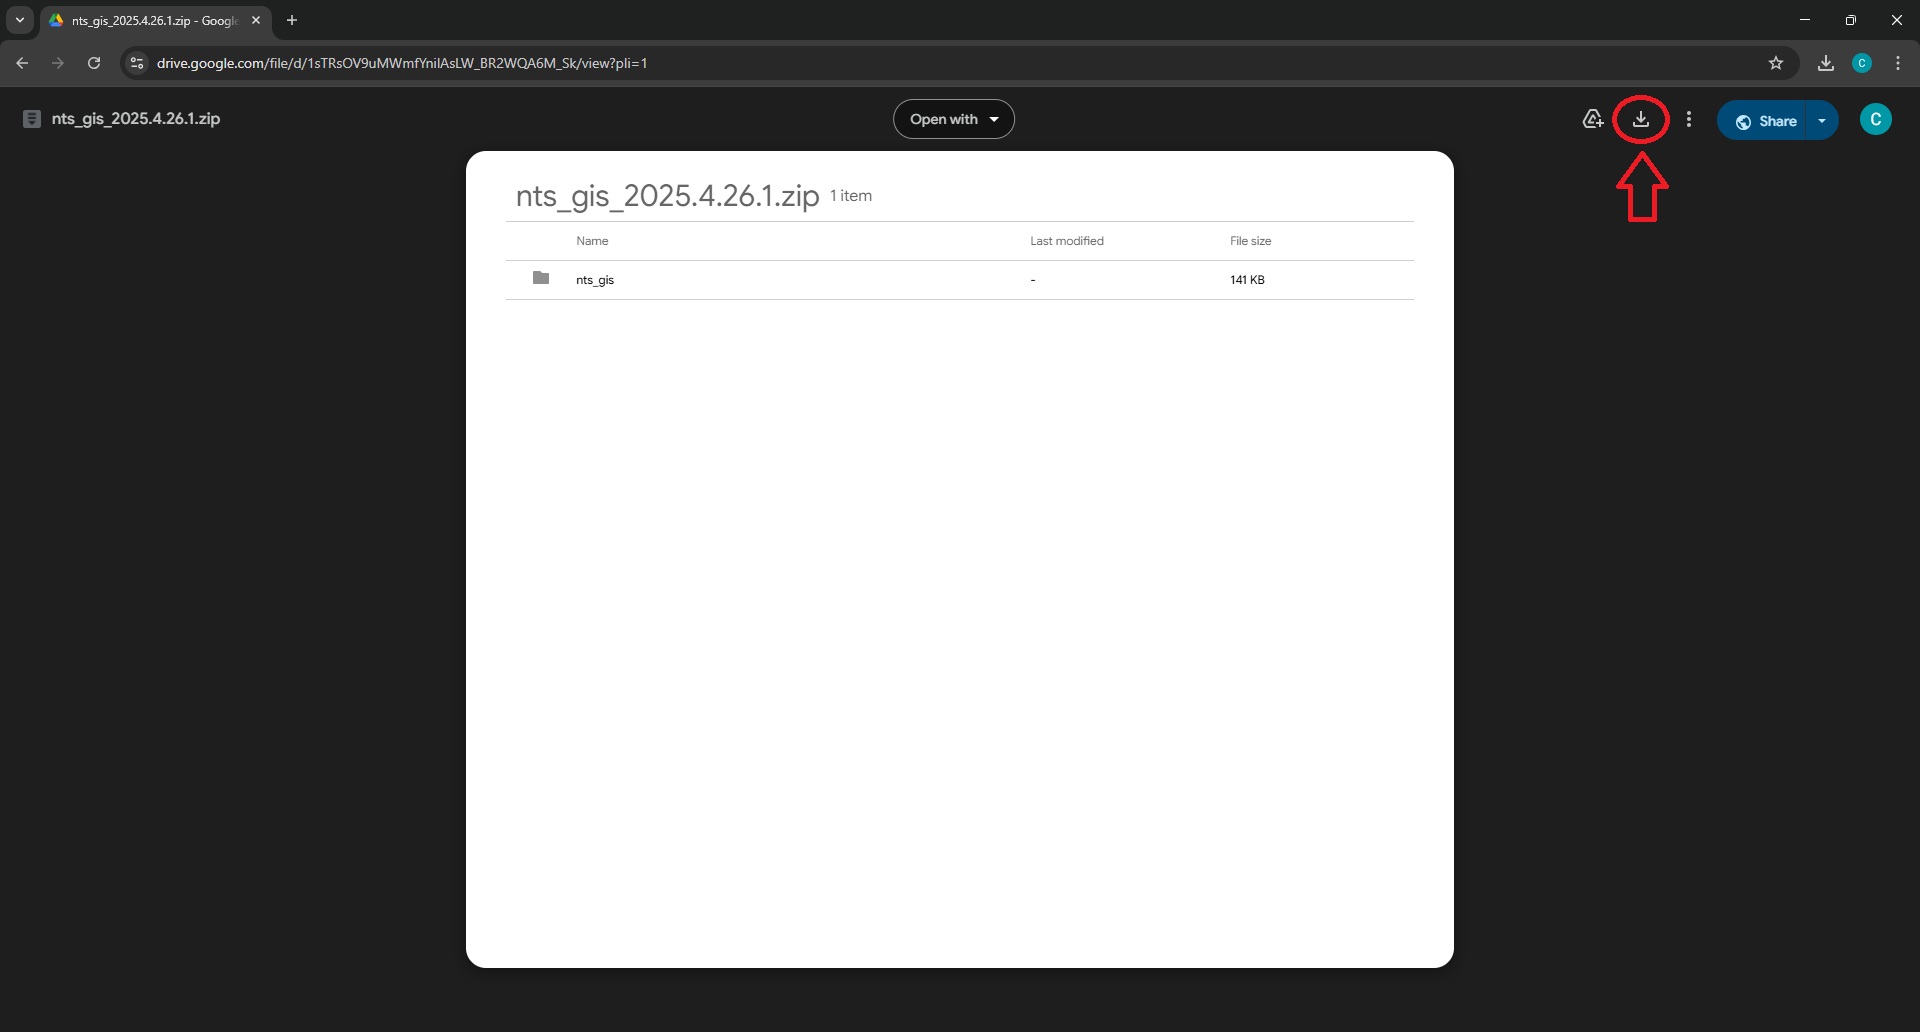 nts_gis_2025.4.26.1.zip - Google
drive.google.com/file/d/1sTRsOV9uMWmfYnilAsLW_BR2WQA6M_Sk/view?pli=1
C
nts_gis_2025.4.26.1.zip
Open with
Share
C
nts_gis_2025.4.26.1.zip 1 item
Name Last modified File size
nts_gis - 141 KB